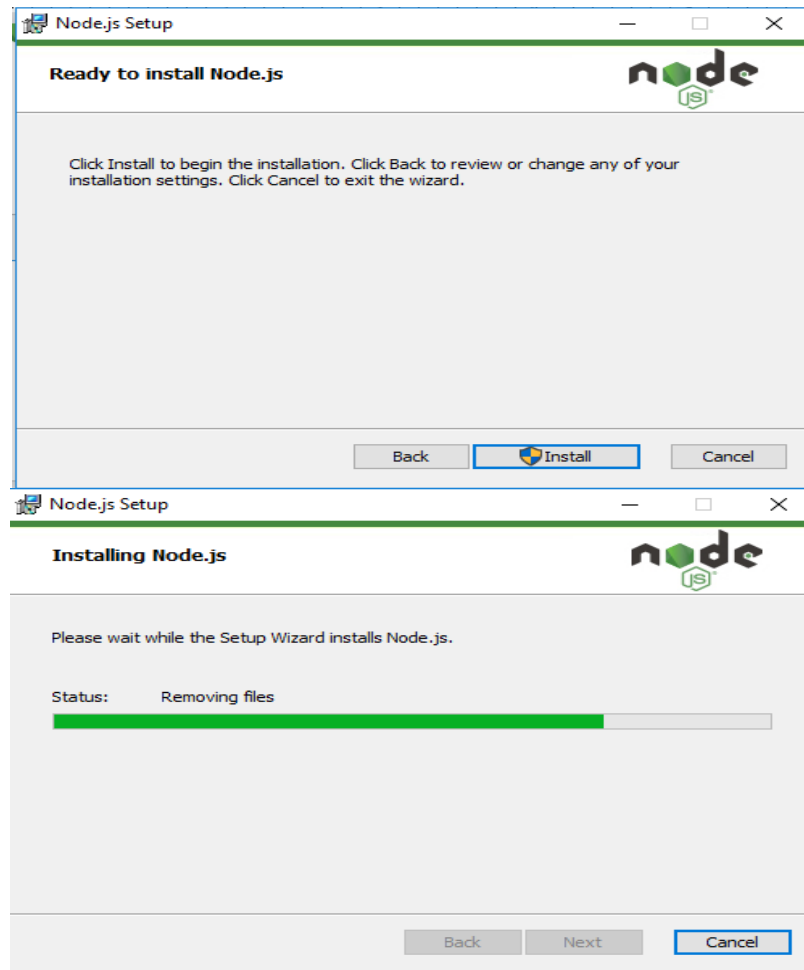 Node.js Setup
Ready to install Node.js
node
JS
Click Install to begin the installation. Click Back to review or change any of your
installation settings. Click Cancel to exit the wizard.
Back Install Cancel
Node.js Setup
Installing Node.js
node
JS
Please wait while the Setup Wizard installs Node.js.
Status: Removing files
Back Next Cancel